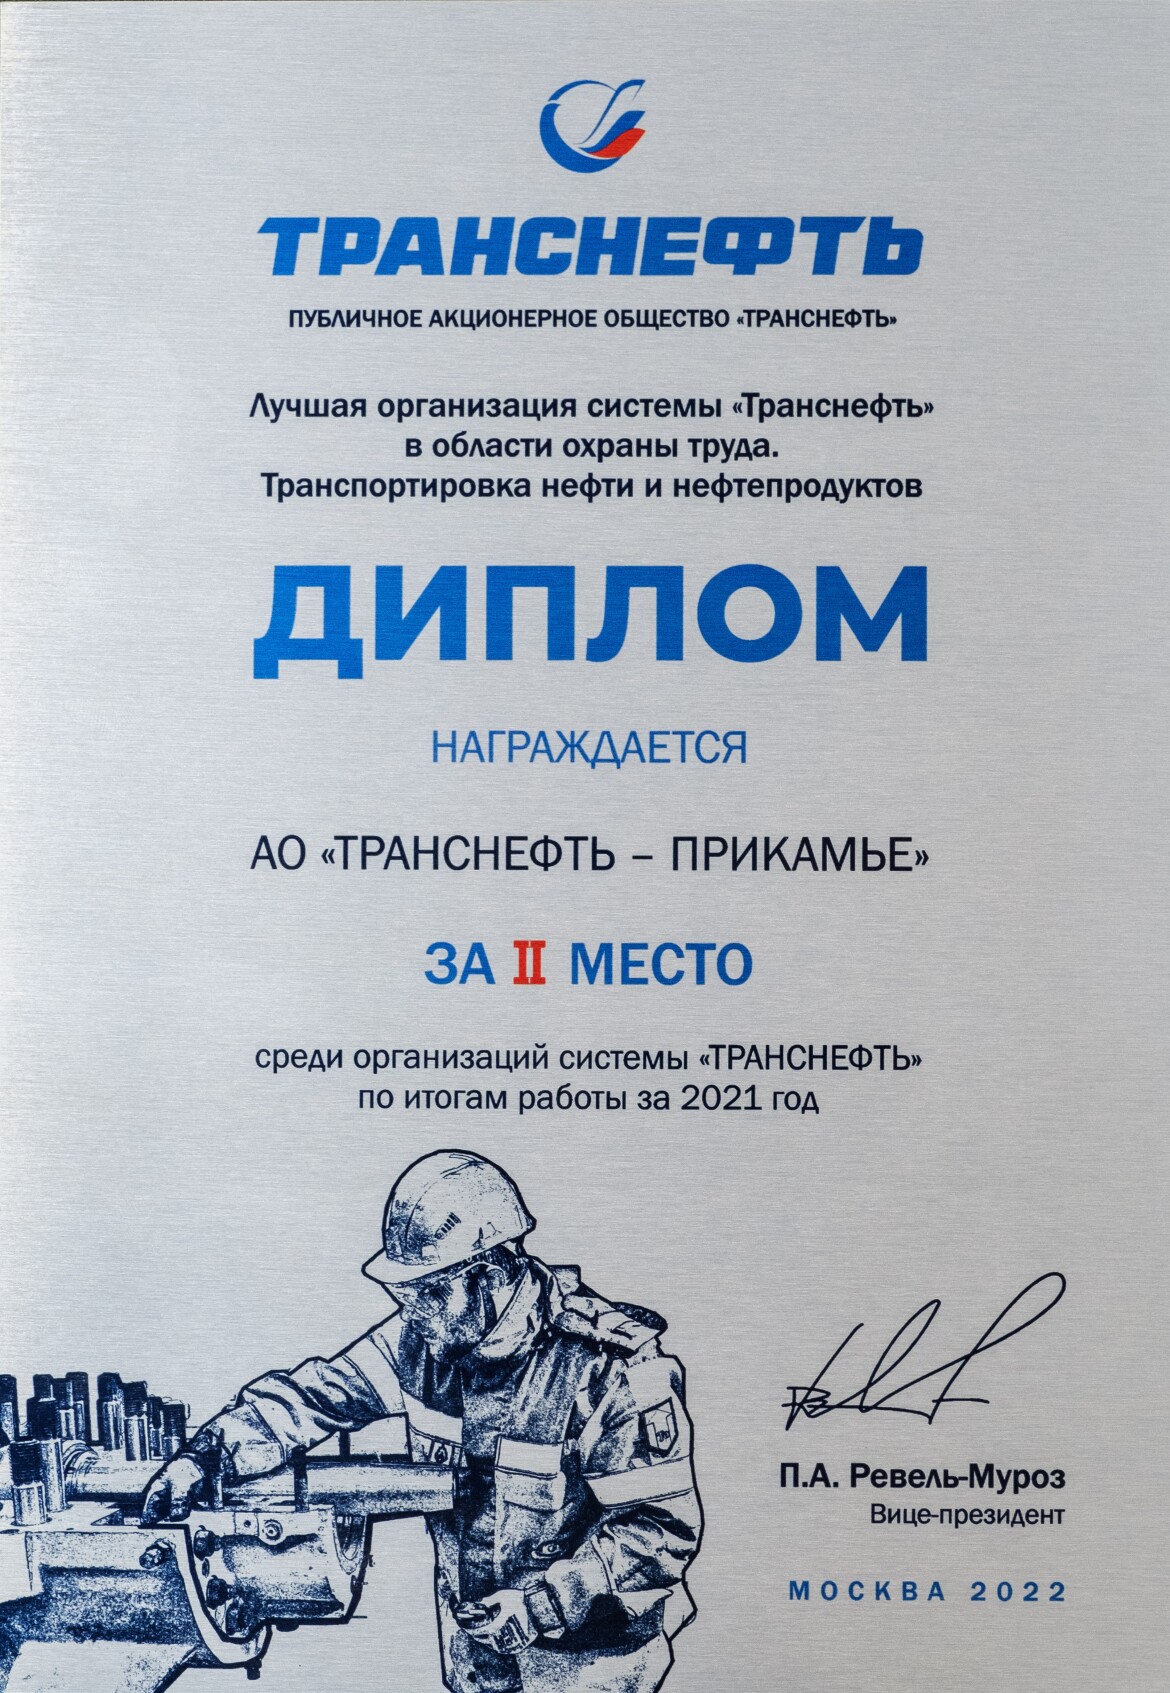 ТРАНСНЕФТЬ
ПУБЛИЧНОЕ АКЦИОНЕРНОЕ ОБЩЕСТВО «ТРАНСНЕФТЬ»
Лучшая организация системы «Транснефть»
в области охраны труда.
Транспортировка нефти и нефтепродуктов
ДИПЛОМ
НАГРАЖДАЕТСЯ
АО «ТРАНСНЕФТЬ – ПРИКАМЬЕ»
ЗА II МЕСТО
среди организаций системы «ТРАНСНЕФТЬ»
по итогам работы за 2021 год
П.А. Ревель-Муроз
Вице-президент
МОСКВА 2022